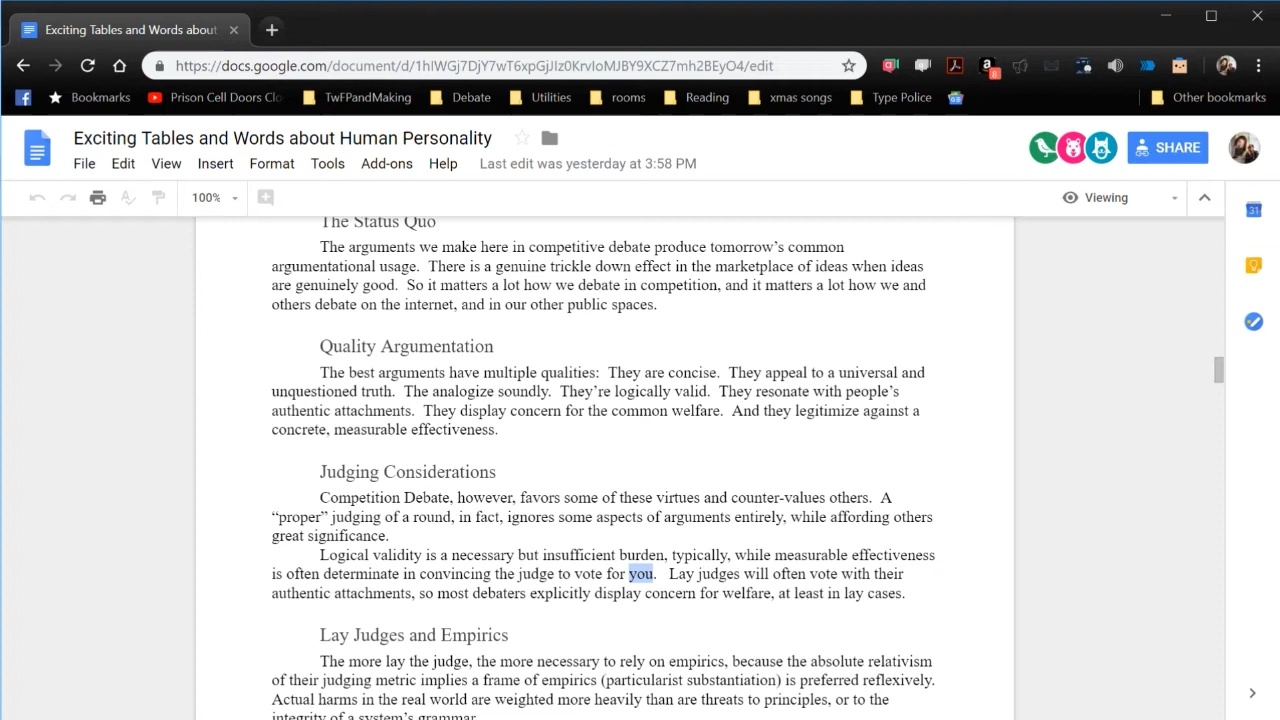 Exciting Tables and Words about
https://docs.google.com/document/d/1hIWGj7DjY7wT6xpGjJIz0KrvIoMJBY9XCZ7mh2BEyO4/edit
8
Bookmarks Prison Cell Doors Clo TwFPandMaking Debate Utilities rooms Reading xmas songs Type Police GB Other bookmarks
Exciting Tables and Words about Human Personality
SHARE
File Edit View Insert Format Tools Add-ons Help Last edit was yesterday at 3:58 PM
100% Viewing
31
The Status Quo
The arguments we make here in competitive debate produce tomorrow's common
argumentational usage. There is a genuine trickle down effect in the marketplace of ideas when ideas
are genuinely good. So it matters a lot how we debate in competition, and it matters a lot how we and
others debate on the internet, and in our other public spaces.
Quality Argumentation
The best arguments have multiple qualities: They are concise. They appeal to a universal and
unquestioned truth. The analogize soundly. They're logically valid. They resonate with people's
authentic attachments. They display concern for the common welfare. And they legitimize against a
concrete, measurable effectiveness.
Judging Considerations
Competition Debate, however, favors some of these virtues and counter-values others. A
“proper” judging of a round, in fact, ignores some aspects of arguments entirely, while affording others
great significance.
Logical validity is a necessary but insufficient burden, typically, while measurable effectiveness
is often determinate in convincing the judge to vote for you. Lay judges will often vote with their
authentic attachments, so most debaters explicitly display concern for welfare, at least in lay cases.
Lay Judges and Empirics
The more lay the judge, the more necessary to rely on empirics, because the absolute relativism
of their judging metric implies a frame of empirics (particularist substantiation) is preferred reflexively.
Actual harms in the real world are weighted more heavily than are threats to principles, or to the
integrity of a system's grammar.